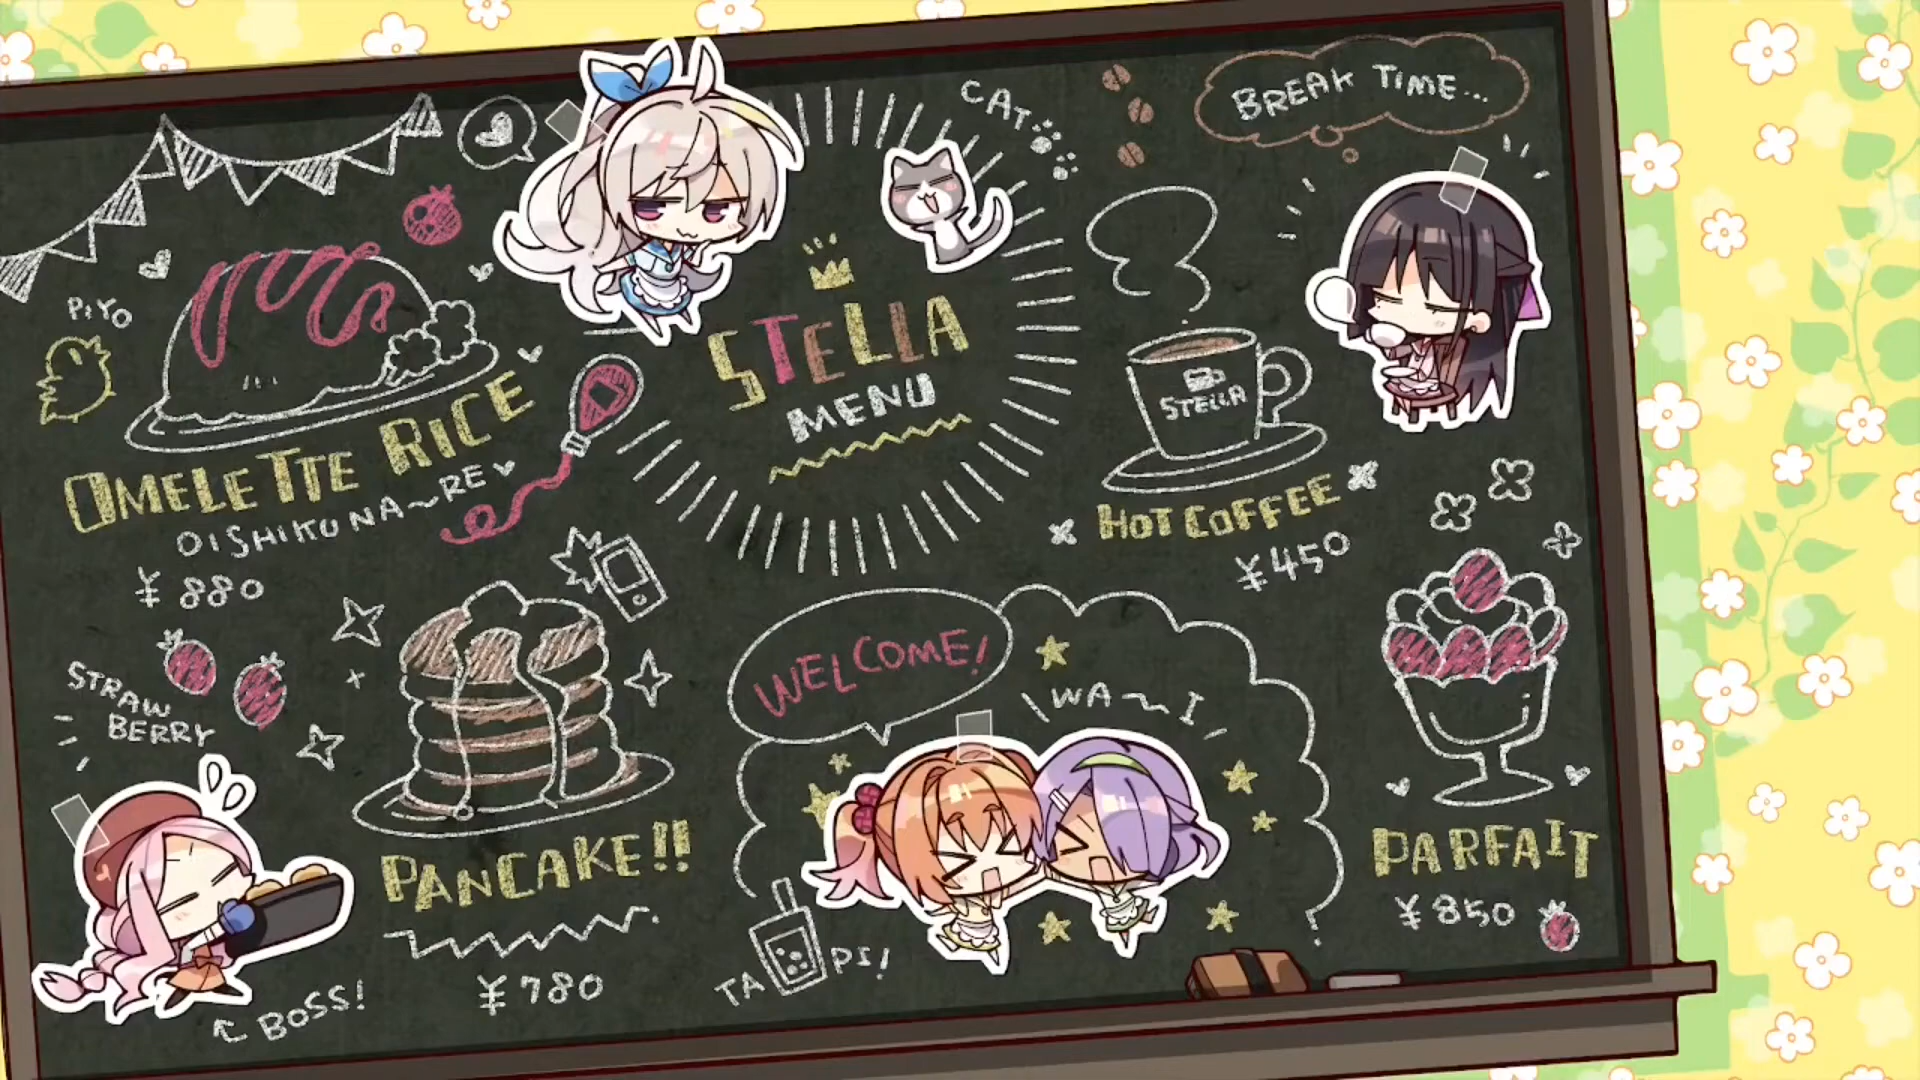 CAT
BREAK TIME...
PiYO
STELLA
MENU
STELLA
OMELETTE RICE
OISHIKUNA~RE♥
¥880
HOT COFFEE
¥450
STRAW
BERRY
WELCOME!
\WA~I
PANCAKE!!
¥780
PARFAIT
¥850
TA PI!
BOSS!